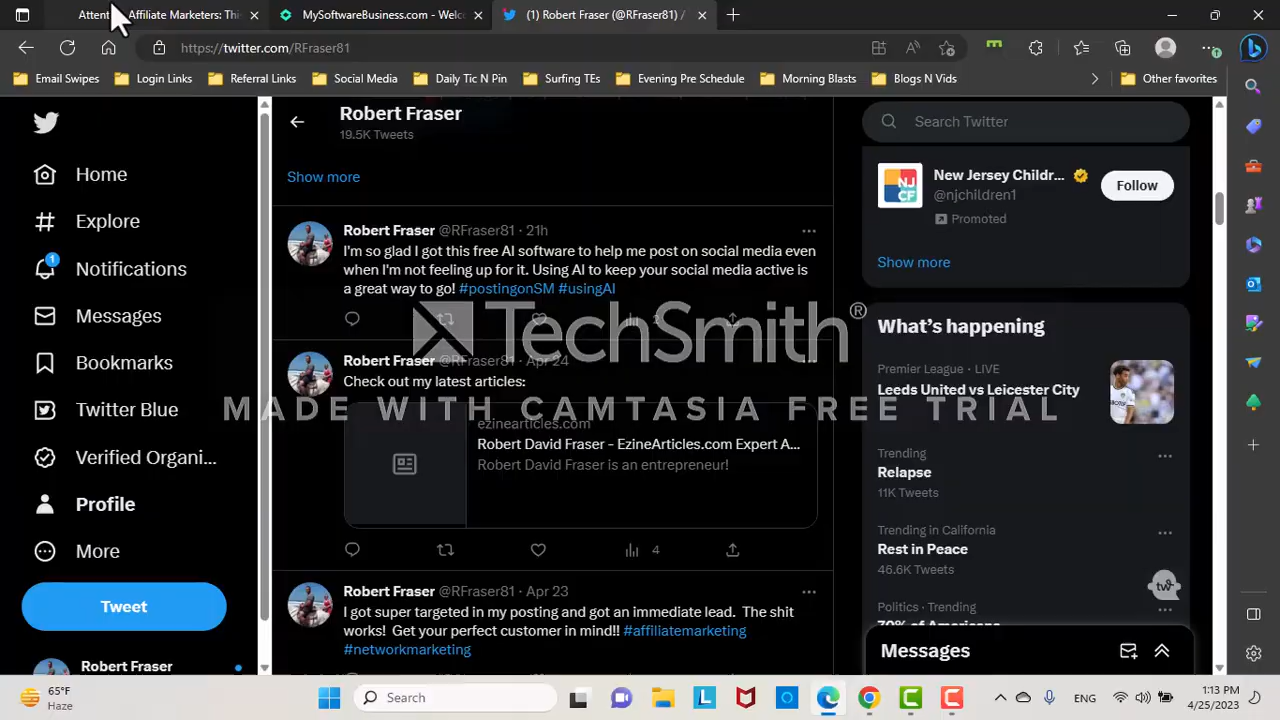 Attent Affiliate Marketers: Thi
MySoftwareBusiness.com - Welc
(1) Robert Fraser (@RFraser81) /
https://twitter.com/RFraser81
Email Swipes
Login Links
Referral Links
Social Media
Daily Tic N Pin
Surfing TEs
Evening Pre Schedule
Morning Blasts
Blogs N Vids
Other favorites
Home
Explore
1
Notifications
Messages
Bookmarks
Twitter Blue
Verified Organi...
Profile
More
Tweet
Robert Fraser
Robert Fraser
19.5K Tweets
Show more
Robert Fraser @RFraser81 · 21h
I'm so glad I got this free AI software to help me post on social media even
when I'm not feeling up for it. Using AI to keep your social media active is
a great way to go! #postingonSM #usingAI
Robert Fraser @RFraser81 · Apr 24
Check out my latest articles:
ezinearticles.com
Robert David Fraser - EzineArticles.com Expert A...
Robert David Fraser is an entrepreneur!
4
Robert Fraser @RFraser81 · Apr 23
I got super targeted in my posting and got an immediate lead. The shit
works! Get your perfect customer in mind!! #affiliatemarketing
#networkmarketing
TechSmith®
MADE WITH CAMTASIA FREE TRIAL
Search Twitter
NJ
CF
New Jersey Childr...
@njchildren1
Promoted
Follow
Show more
What's happening
Premier League · LIVE
Leeds United vs Leicester City
Trending
Relapse
11K Tweets
Trending in California
Rest in Peace
46.6K Tweets
Politics · Trending
70% of Americans
Messages
65°F
Haze
Search
ENG
1:13 PM
4/25/2023